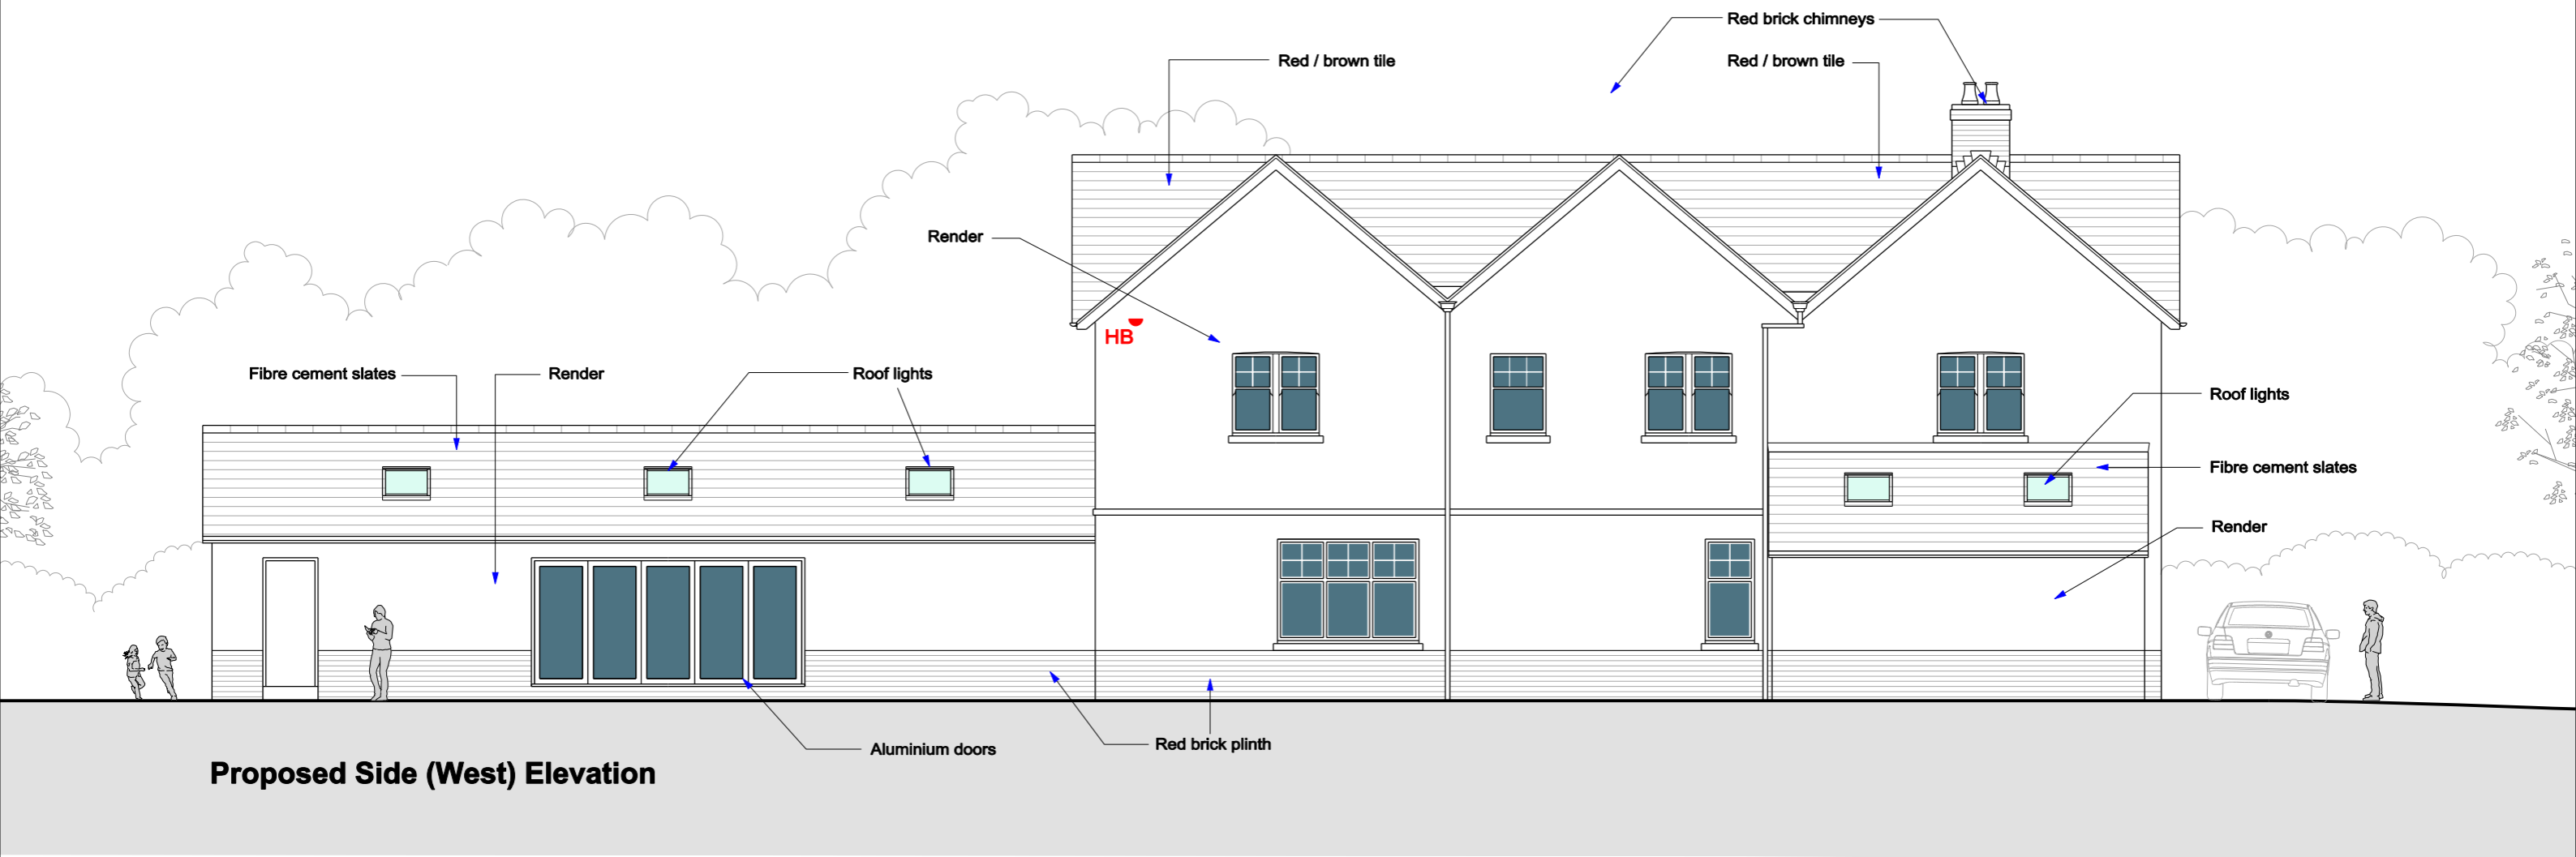 Red brick chimneys
Red / brown tile
Red / brown tile
Render
HB
Fibre cement slates
Render
Roof lights
Roof lights
Fibre cement slates
Render
Aluminium doors
Red brick plinth
Proposed Side (West) Elevation